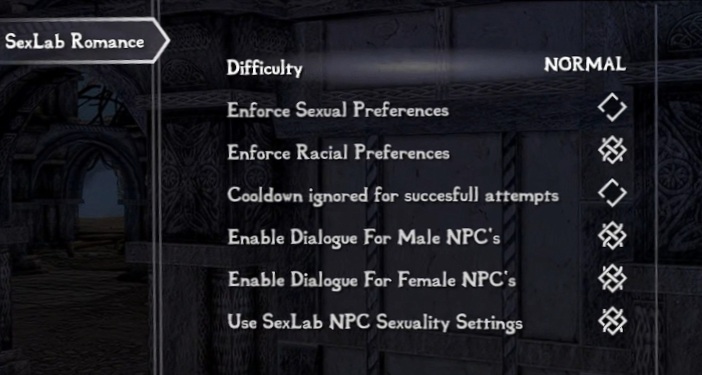 SexLab Romance
Difficulty NORMAL
Enforce Sexual Preferences
Enforce Racial Preferences
Cooldown ignored for succesfull attempts
Enable Dialogue For Male NPC's
Enable Dialogue For Female NPC's
Use SexLab NPC Sexuality Settings